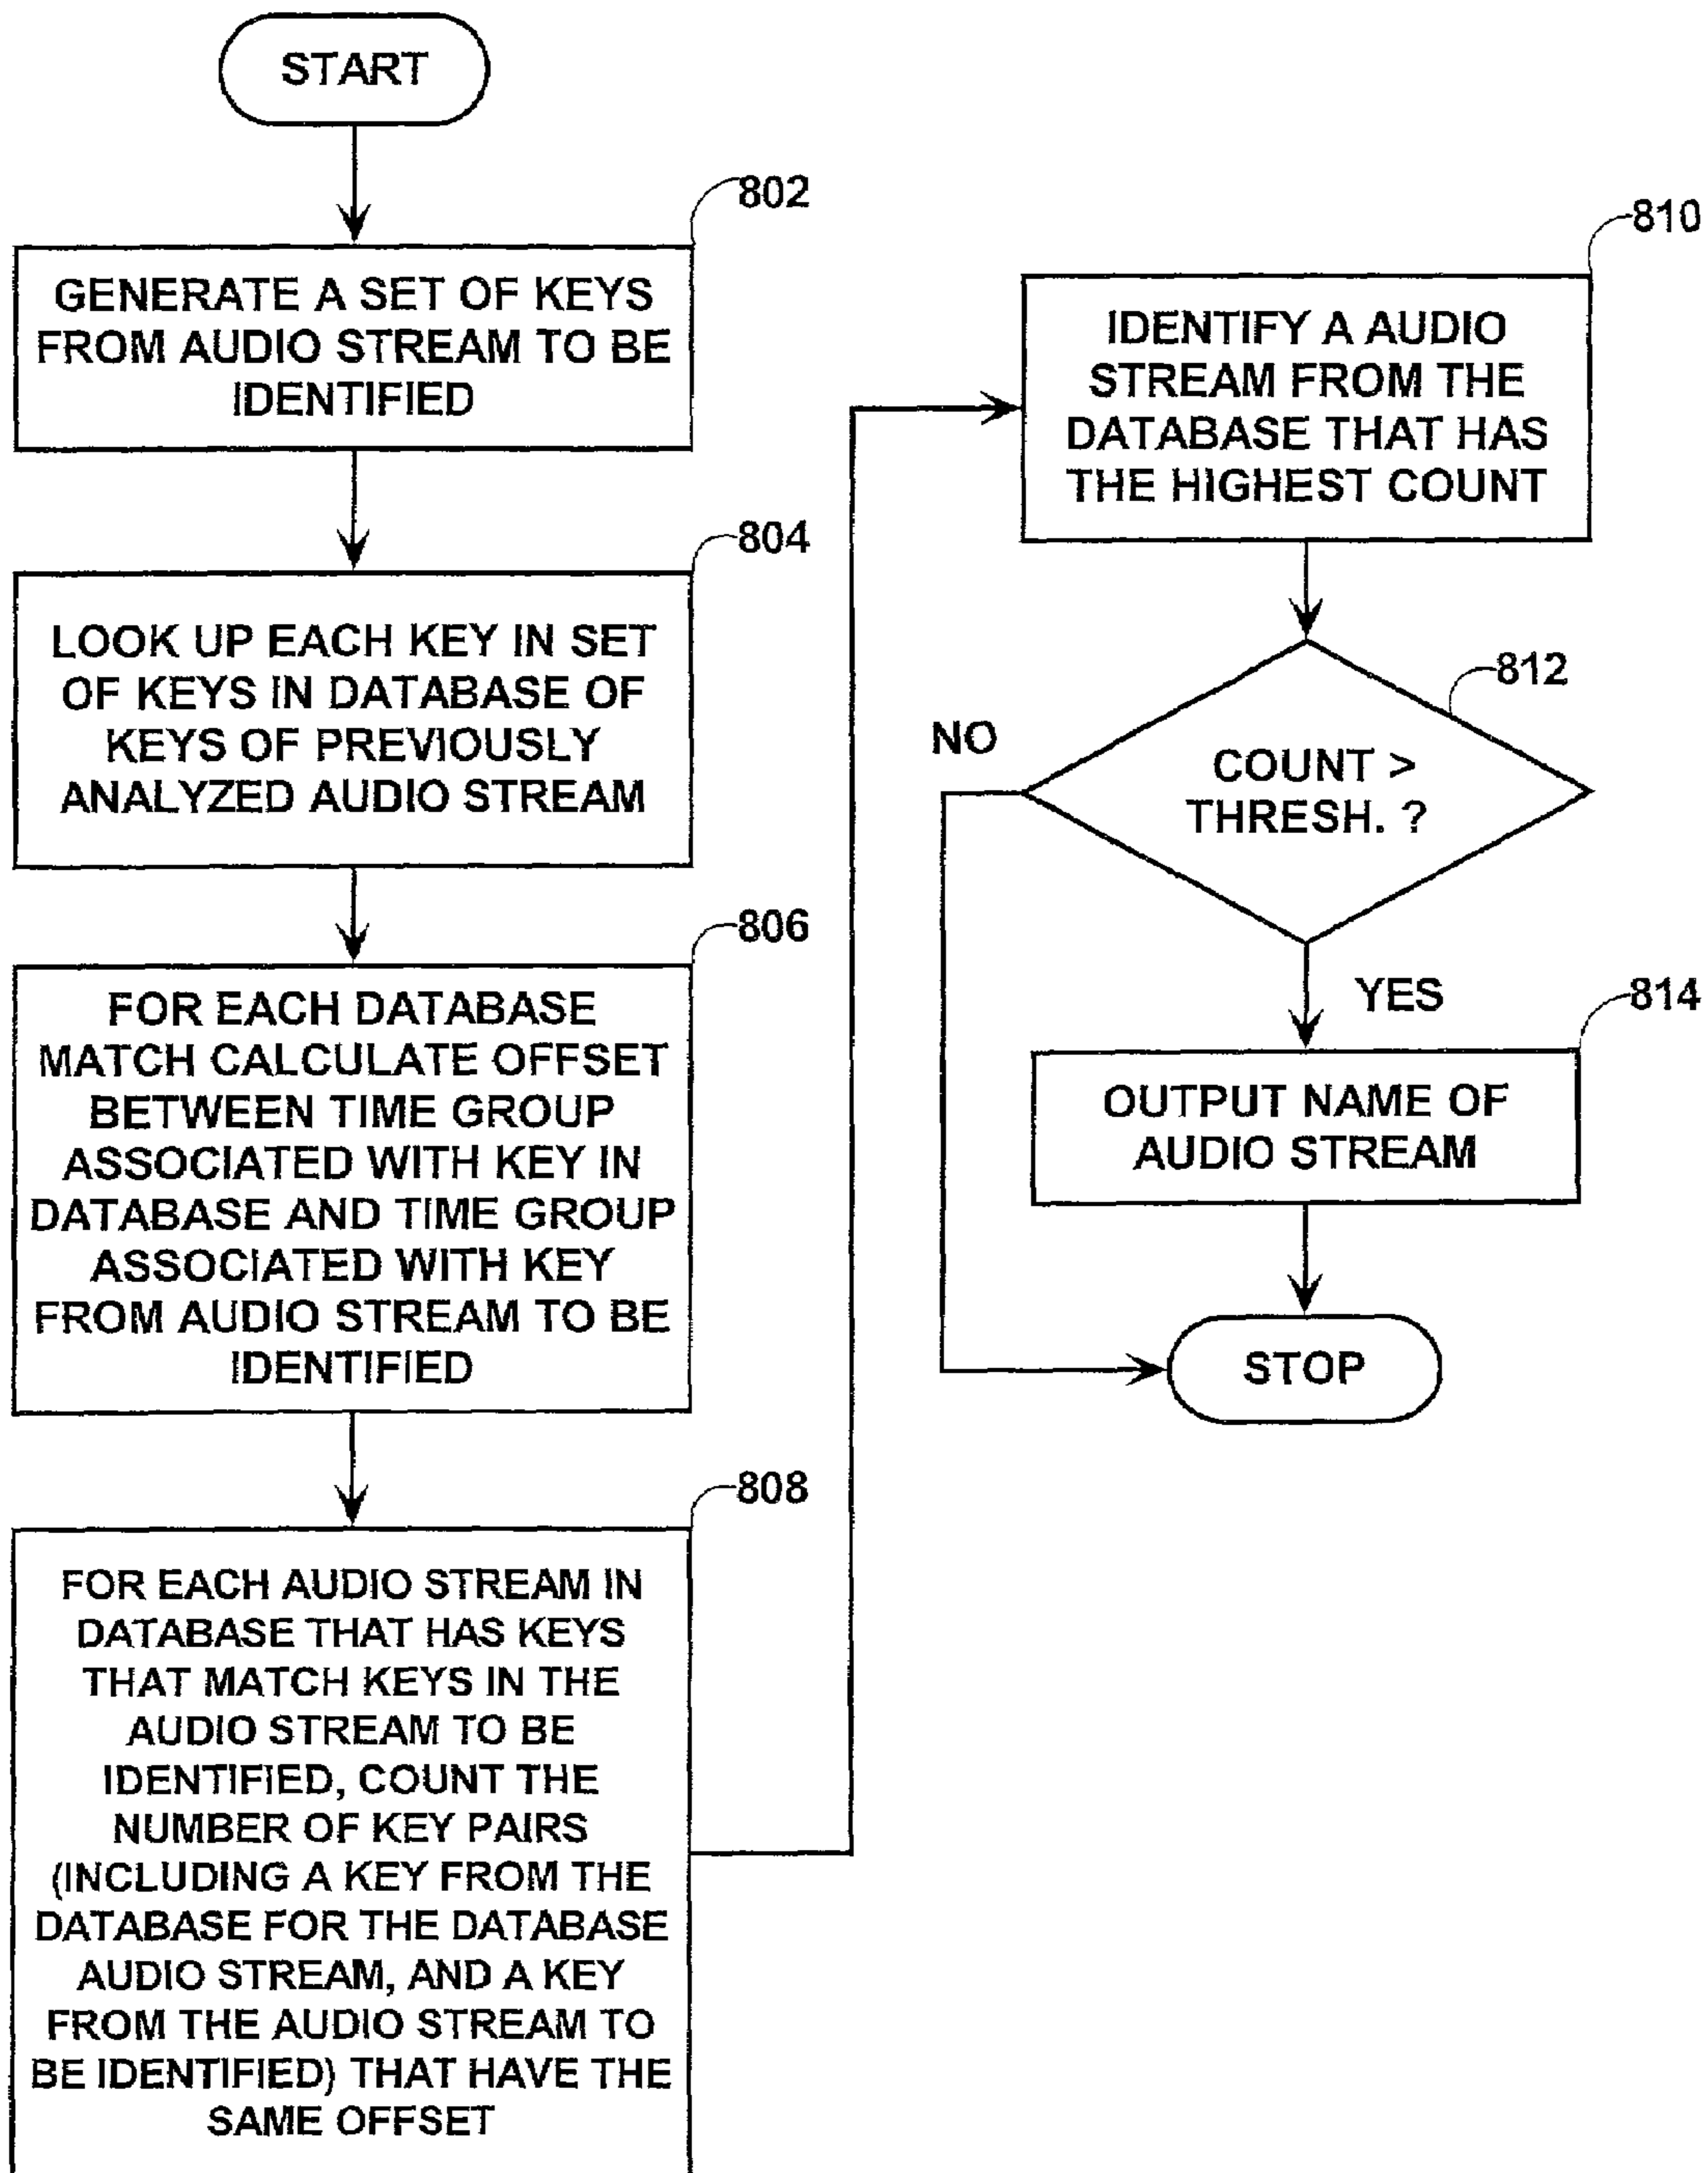 START
802
GENERATE A SET OF KEYS
FROM AUDIO STREAM TO BE
IDENTIFIED
804
LOOK UP EACH KEY IN SET
OF KEYS IN DATABASE OF
KEYS OF PREVIOUSLY
ANALYZED AUDIO STREAM
806
FOR EACH DATABASE
MATCH CALCULATE OFFSET
BETWEEN TIME GROUP
ASSOCIATED WITH KEY IN
DATABASE AND TIME GROUP
ASSOCIATED WITH KEY
FROM AUDIO STREAM TO BE
IDENTIFIED
808
FOR EACH AUDIO STREAM IN
DATABASE THAT HAS KEYS
THAT MATCH KEYS IN THE
AUDIO STREAM TO BE
IDENTIFIED, COUNT THE
NUMBER OF KEY PAIRS
(INCLUDING A KEY FROM THE
DATABASE FOR THE DATABASE
AUDIO STREAM, AND A KEY
FROM THE AUDIO STREAM TO
BE IDENTIFIED) THAT HAVE THE
SAME OFFSET
810
IDENTIFY A AUDIO
STREAM FROM THE
DATABASE THAT HAS
THE HIGHEST COUNT
812
NO
COUNT >
THRESH. ?
YES
814
OUTPUT NAME OF
AUDIO STREAM
STOP